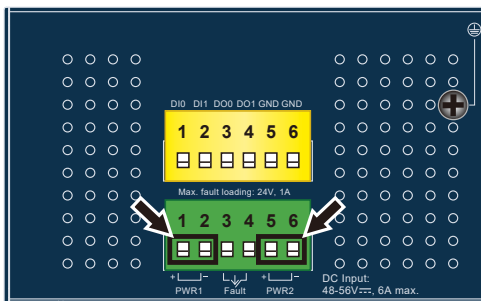 DI0 DI1 DO0 DO1 GND GND
1 2 3 4 5 6
Max. fault loading: 24V, 1A
1 2 3 4 5 6
+ − + −
PWR1 Fault PWR2
DC Input:
48-56V⎓, 6A max.